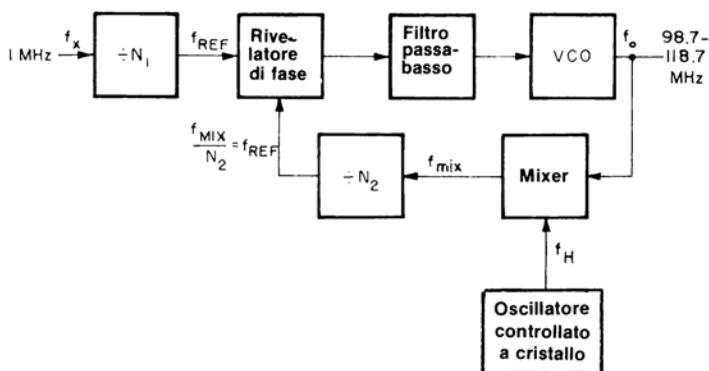 1 MHz
f_x
÷N_1
f_REF
Rive-
latore
di fase
Filtro
passa-
basso
VCO
f_o
98.7-
118.7
MHz
f_MIX
N_2
= f_REF
÷N_2
f_mix
Mixer
f_H
Oscillatore
controllato
a cristallo